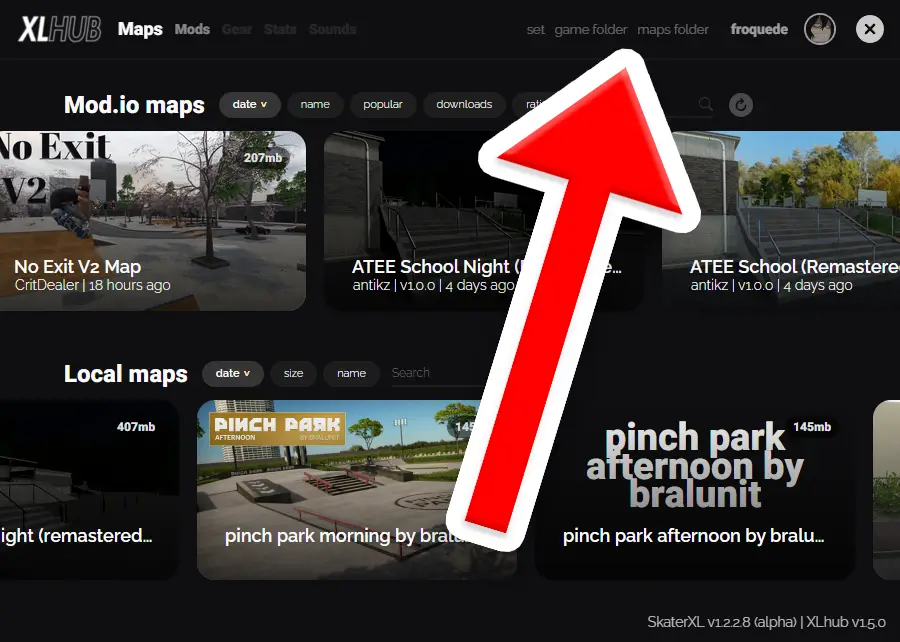 XLHUB Maps Mods Gear Stats Sounds set game folder maps folder froquede
Mod.io maps date v name popular downloads
No Exit
V2
207mb
No Exit V2 Map
CritDealer | 18 hours ago
ATEE School Night
antikz | v1.0.0 | 4 days ago
ATEE School (Remastere
antikz | v1.0.0 | 4 days ago
Local maps date v size name Search
407mb
ight (remastered...
PINCH PARK
AFTERNOON BY BRALUNIT
pinch park morning by
pinch park
afternoon by
bralunit
145mb
pinch park afternoon by bralu...
SkaterXL v1.2.2.8 (alpha) | XLhub v1.5.0